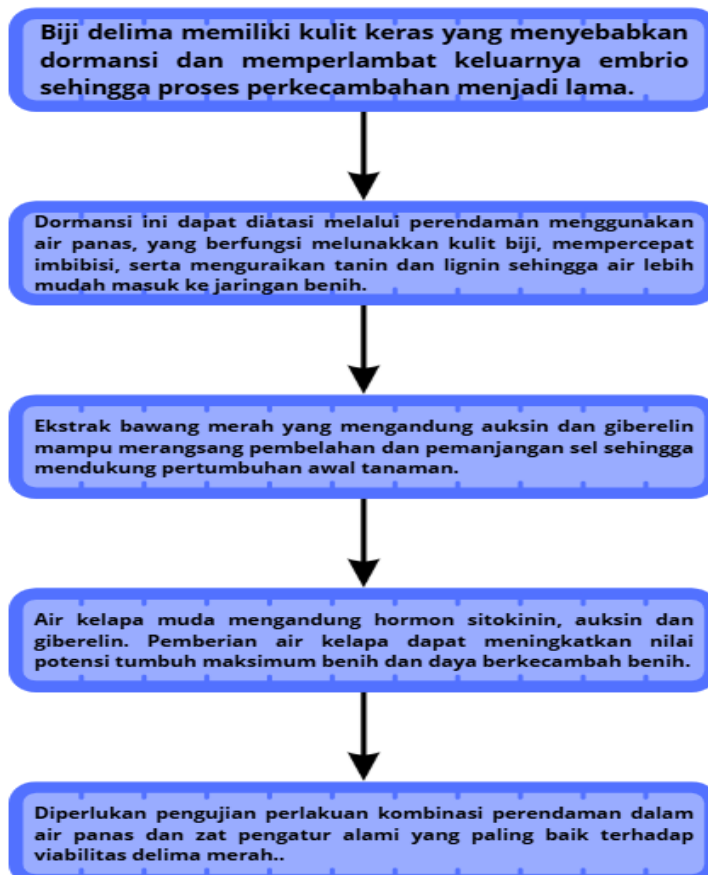 Biji delima memiliki kulit keras yang menyebabkan
dormansi dan memperlambat keluarnya embrio
sehingga proses perkecambahan menjadi lama.
Dormansi ini dapat diatasi melalui perendaman menggunakan
air panas, yang berfungsi melunakkan kulit biji, mempercepat
imbibisi, serta menguraikan tanin dan lignin sehingga air lebih
mudah masuk ke jaringan benih.
Ekstrak bawang merah yang mengandung auksin dan giberelin
mampu merangsang pembelahan dan pemanjangan sel sehingga
mendukung pertumbuhan awal tanaman.
Air kelapa muda mengandung hormon sitokinin, auksin dan
giberelin. Pemberian air kelapa dapat meningkatkan nilai
potensi tumbuh maksimum benih dan daya berkecambah benih.
Diperlukan pengujian perlakuan kombinasi perendaman dalam
air panas dan zat pengatur alami yang paling baik terhadap
viabilitas delima merah..